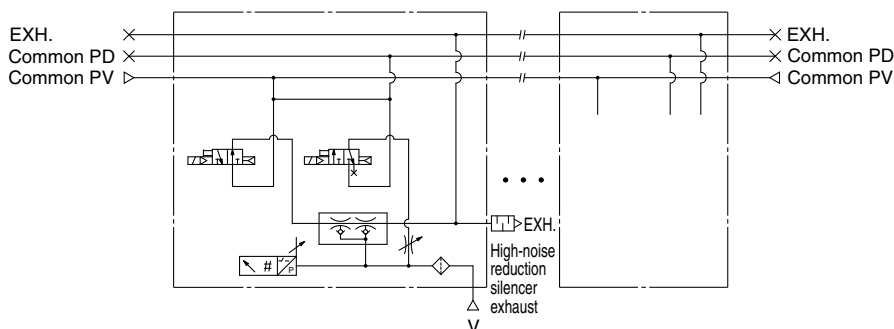 EXH.
Common PD
Common PV
EXH.
Common PD
Common PV
EXH.
High-noise
reduction
silencer
exhaust
#
P
V